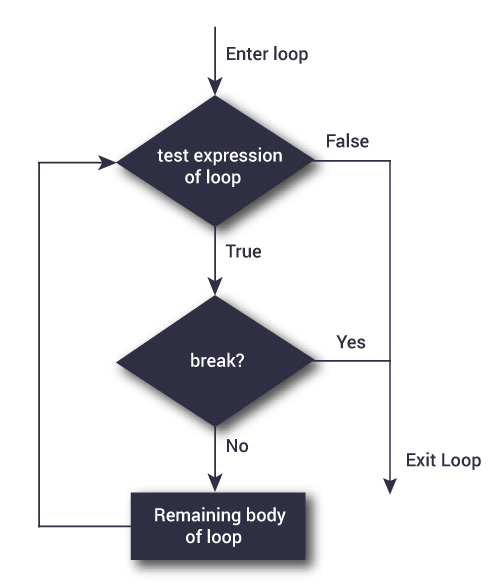 Enter loop
test expression
of loop
False
True
break?
Yes
No
Exit Loop
Remaining body
of loop